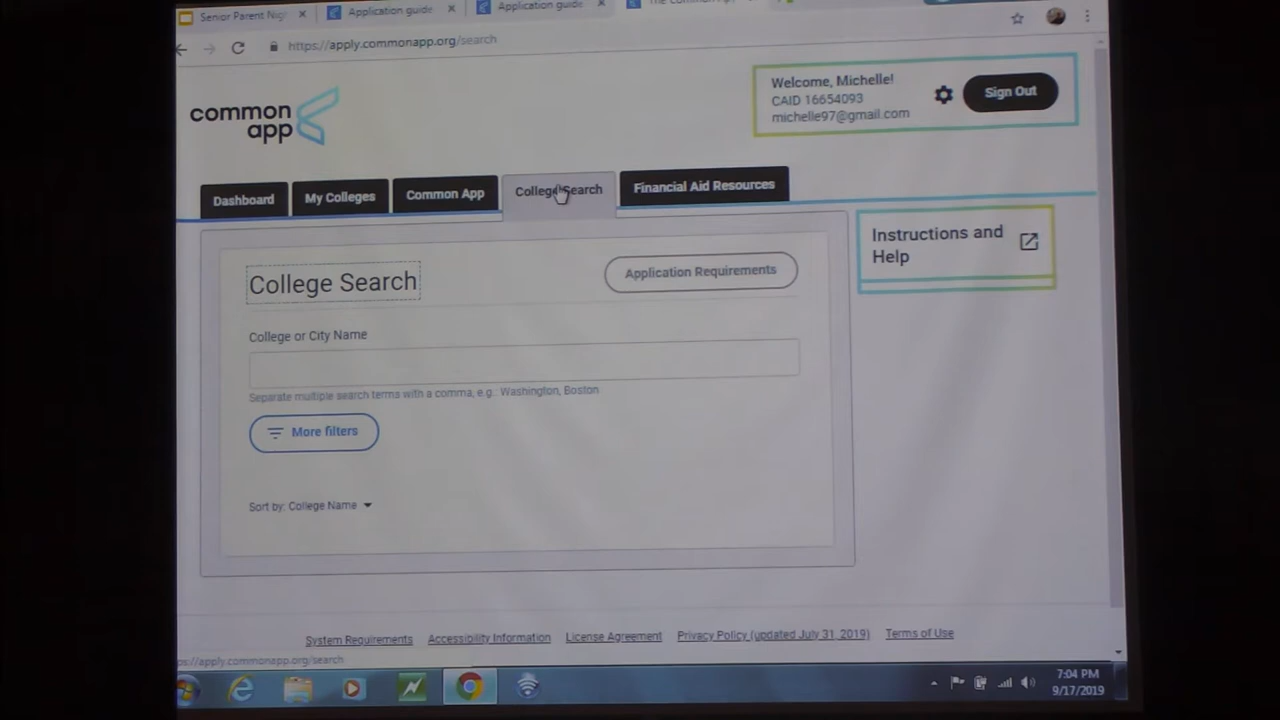 Senior Parent Nig
Application guide
Application guide
https://apply.commonapp.org/search
common
app
Welcome, Michelle!
CAID 16654093
michelle97@gmail.com
Sign Out
Dashboard
My Colleges
Common App
College Search
Financial Aid Resources
Instructions and
Help
College Search
Application Requirements
College or City Name
Separate multiple search terms with a comma, e.g.: Washington, Boston
More filters
Sort by: College Name
System Requirements
Accessibility Information
License Agreement
Privacy Policy (updated July 31, 2019)
Terms of Use
ps://apply.commonapp.org/search
7:04 PM
9/17/2019